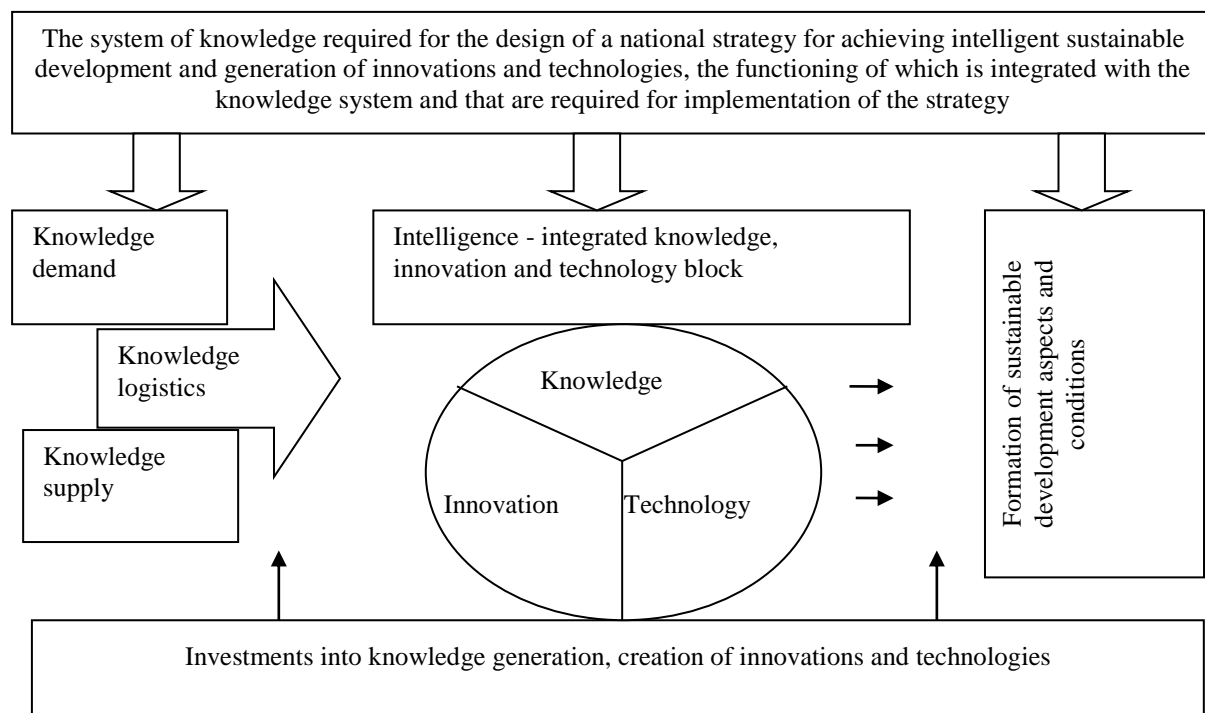 The system of knowledge required for the design of a national strategy for achieving intelligent sustainable
development and generation of innovations and technologies, the functioning of which is integrated with the
knowledge system and that are required for implementation of the strategy
Knowledge
demand
Intelligence - integrated knowledge,
innovation and technology block
Formation of sustainable
development aspects and
conditions
Knowledge
logistics
Knowledge
Knowledge
supply
Innovation
Technology
Investments into knowledge generation, creation of innovations and technologies